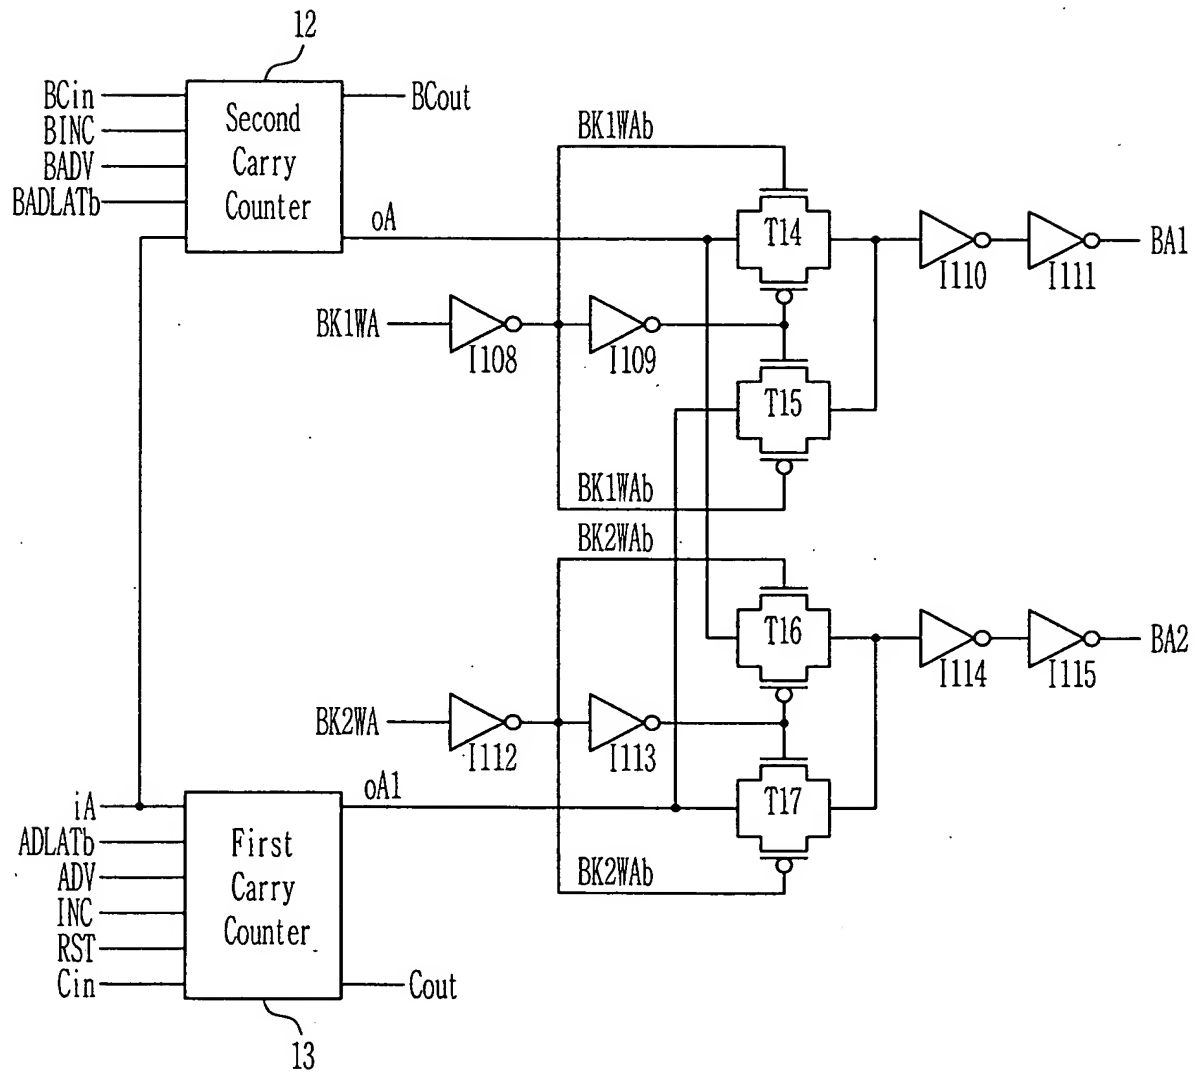 12
BCin
BINC
BADV
BADLATb
Second
Carry
Counter
BCout
oA
BK1WAb
T14
I110
I111
BA1
BK1WA
I108
I109
T15
BK1WAb
BK2WAb
T16
I114
I115
BA2
BK2WA
I112
I113
T17
BK2WAb
iA
ADLATb
ADV
INC
RST
Cin
First
Carry
Counter
oA1
Cout
13